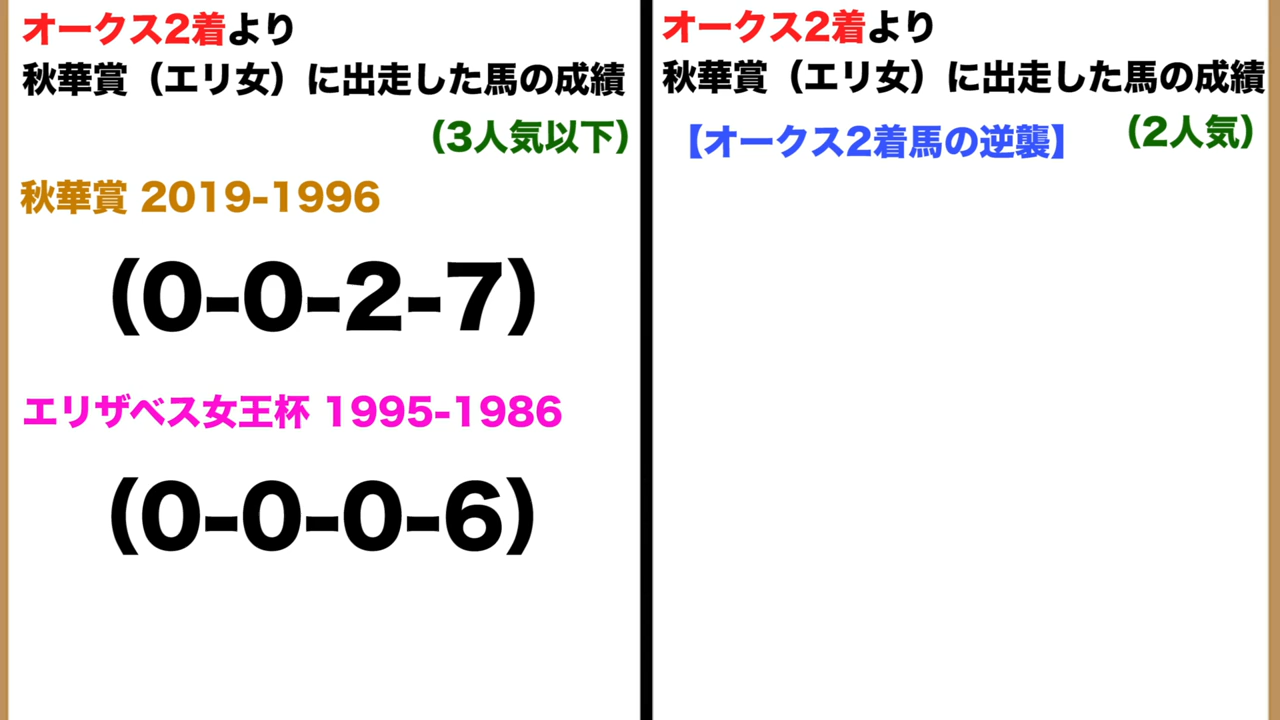 オークス2着より
秋華賞（エリ女）に出走した馬の成績
（3人気以下）
秋華賞 2019-1996
（0-0-2-7）
エリザベス女王杯 1995-1986
（0-0-0-6）
オークス2着より
秋華賞（エリ女）に出走した馬の成績
【オークス2着馬の逆襲】 （2人気）